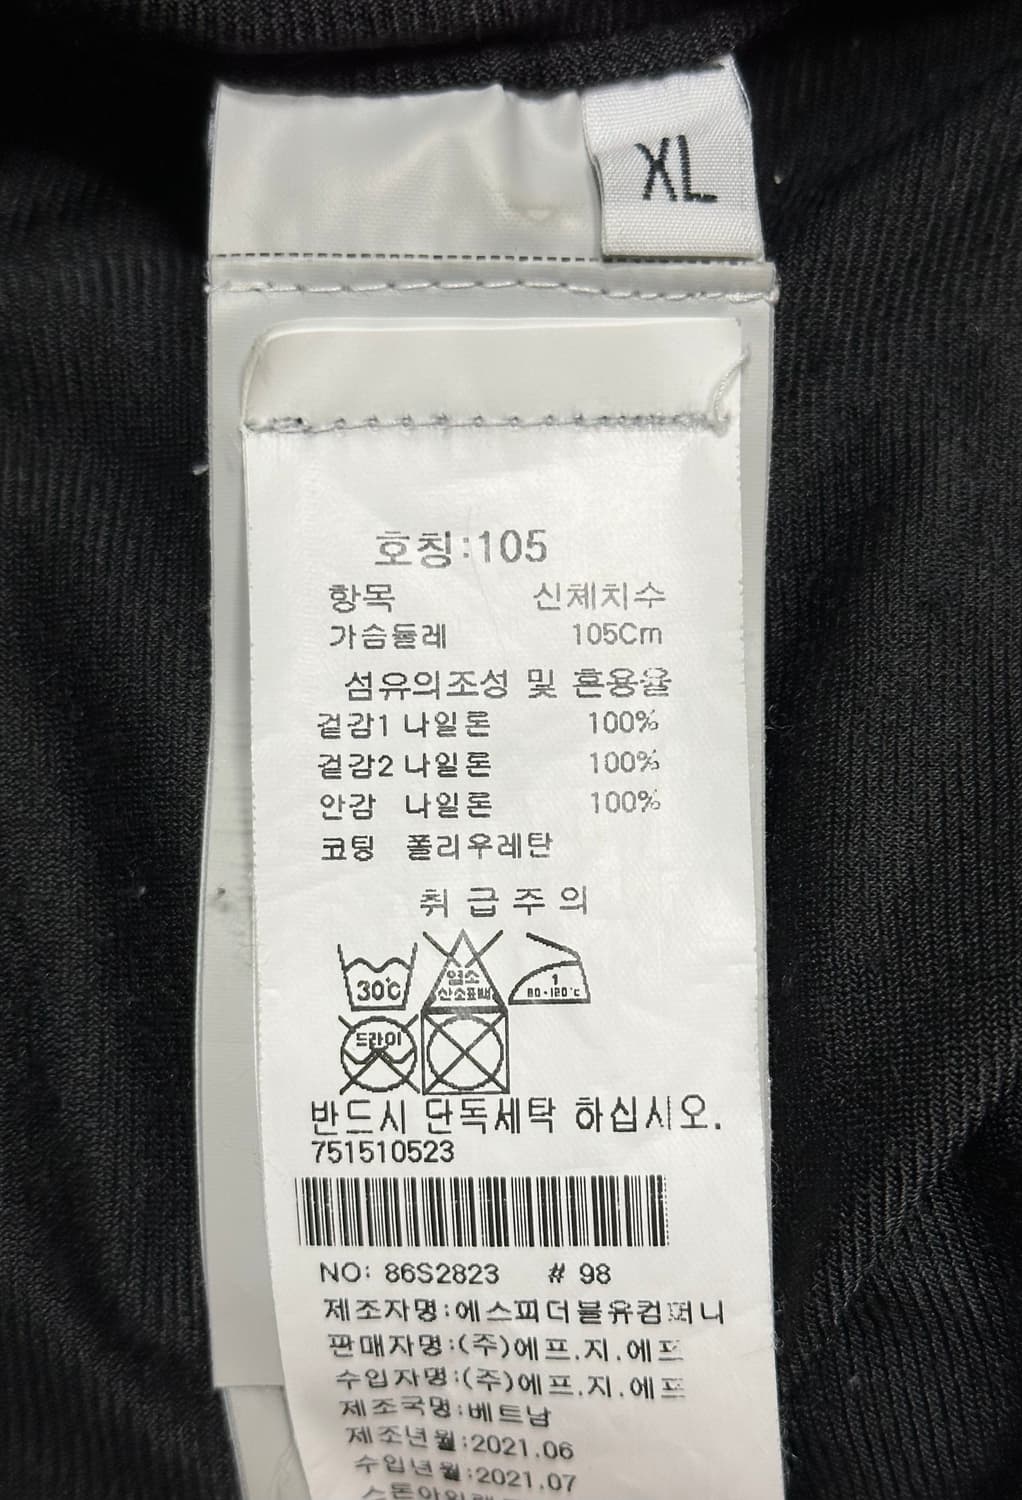 XL
호칭:105
항목 신체치수
가슴둘레 105Cm
섬유의조성 및 혼용율
겉감1 나일론 100%
겉감2 나일론 100%
안감 나일론 100%
코팅 폴리우레탄
취급주의
30℃
염소
산소표백
1
80-120℃
드라이
반드시 단독세탁 하십시오.
751510523
NO: 86S2823 # 98
제조자명:에스피더블유컴퍼니
판매자명:(주)에프.지.에프
수입자명:(주)에프.지.에프
제조국명:베트남
제조년월:2021.06
수입년월:2021.07